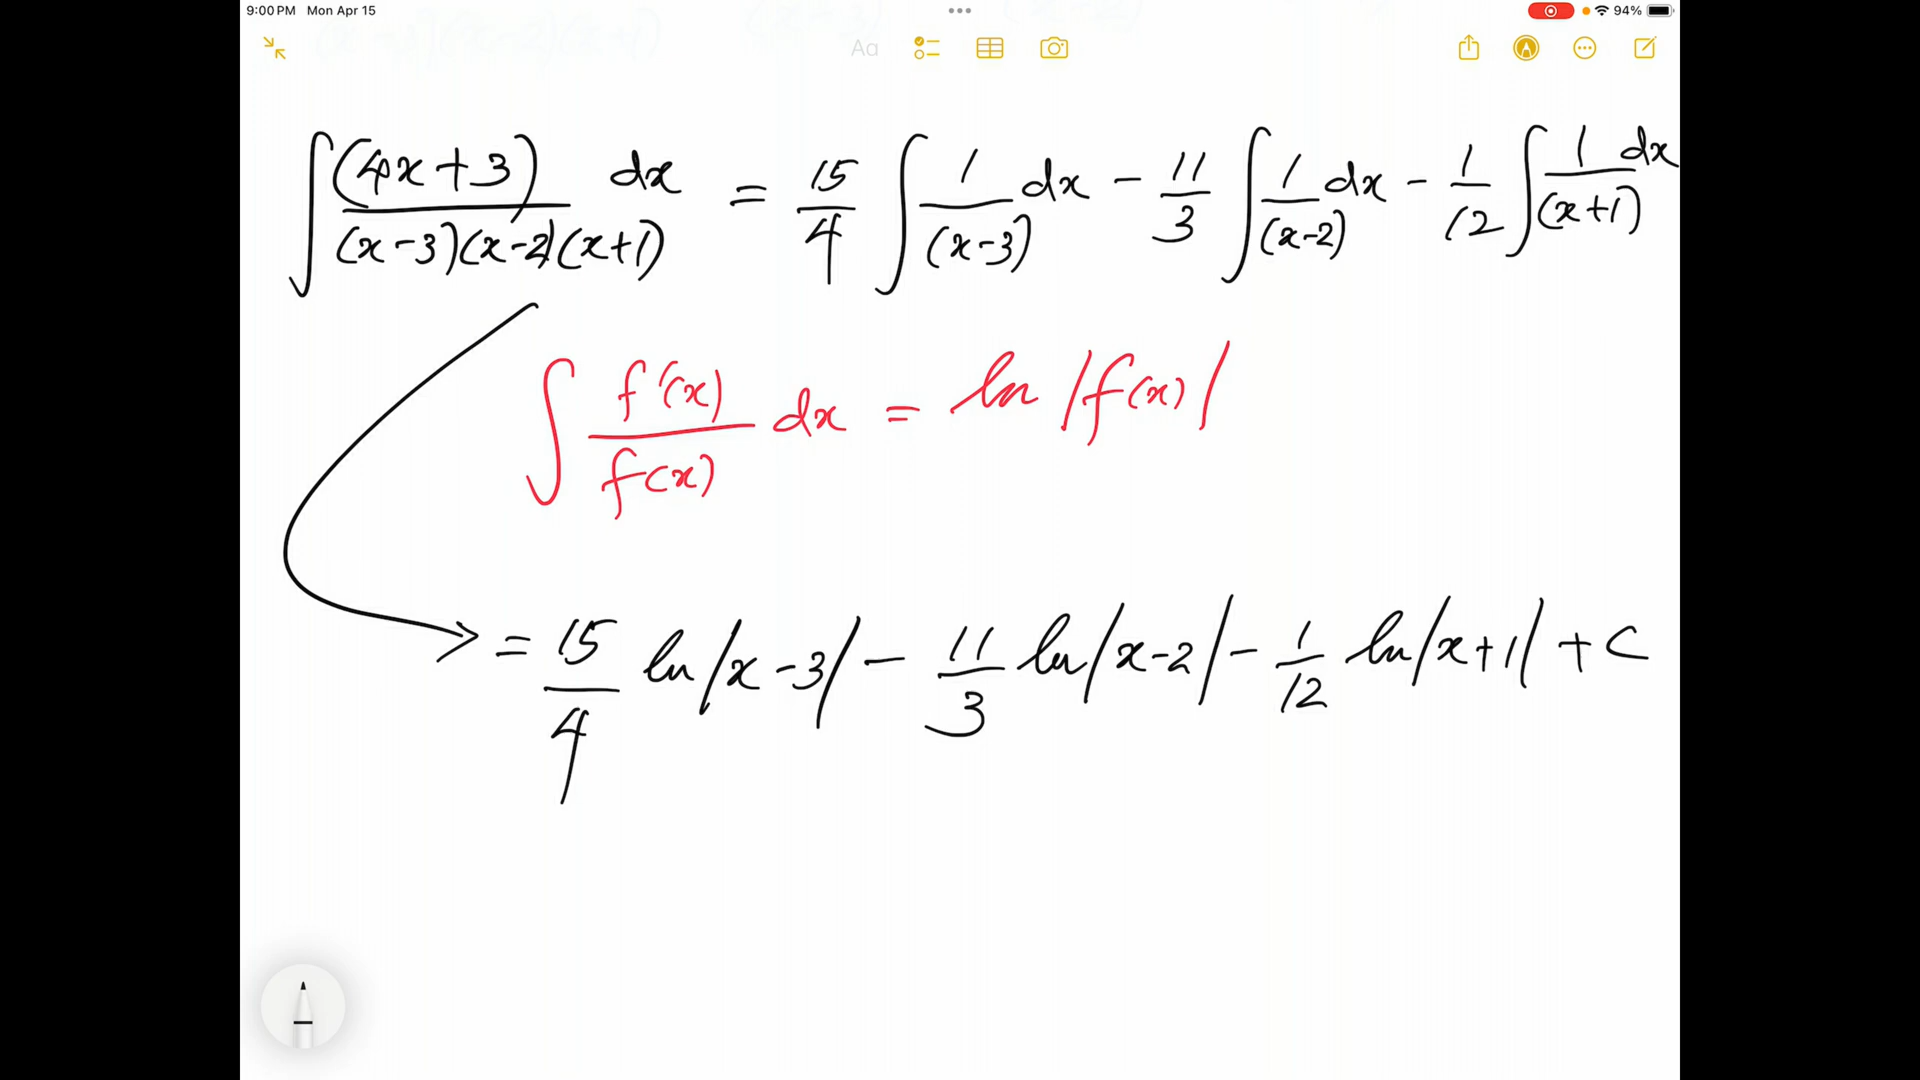 9:00 PM Mon Apr 15 94%
Aa
∫ (4x+3)/((x-3)(x-2)(x+1)) dx = 15/4 ∫ 1/(x-3) dx - 11/3 ∫ 1/(x-2) dx - 1/12 ∫ 1/(x+1) dx
∫ f'(x)/f(x) dx = ln |f(x)|
= 15/4 ln|x-3| - 11/3 ln|x-2| - 1/12 ln|x+1| + C